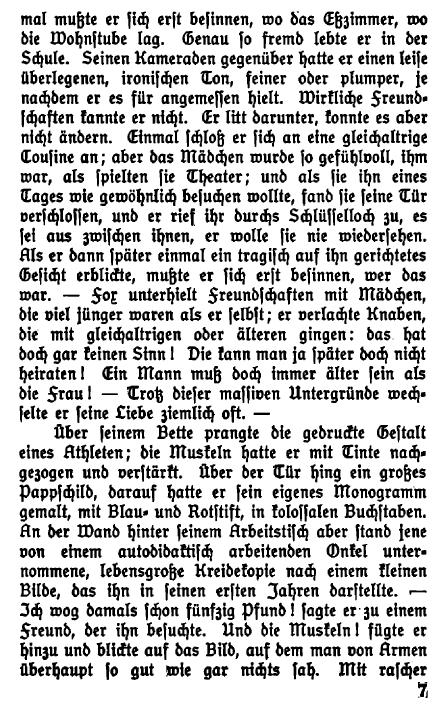 mal mußte er ſich erſt beſinnen, wo das Eßzimmer, wo
die Wohnſtube lag. Genau ſo fremd lebte er in der
Schule. Seinen Kameraden gegenüber hatte er einen leiſe
überlegenen, ironiſchen Ton, feiner oder plumper, je
nachdem er es für angemeſſen hielt. Wirkliche Freund-
ſchaften kannte er nicht. Er litt darunter, konnte es aber
nicht ändern. Einmal ſchloß er ſich an eine gleichaltrige
Couſine an; aber das Mädchen wurde ſo gefühlvoll, ihm
war, als ſpielten ſie Theater; und als ſie ihn eines
Tages wie gewöhnlich beſuchen wollte, fand ſie ſeine Tür
verſchloſſen, und er rief ihr durchs Schlüſſelloch zu, es
ſei aus zwiſchen ihnen, er wolle ſie nie wiederſehen.
Als er dann ſpäter einmal ein tragiſch auf ihn gerichtetes
Geſicht erblickte, mußte er ſich erſt beſinnen, wer das
war. — Fox unterhielt Freundſchaften mit Mädchen,
die viel jünger waren als er ſelbſt; er verlachte Knaben,
die mit gleichaltrigen oder älteren gingen: das hat
doch gar keinen Sinn! Die kann man ja ſpäter doch nicht
heiraten! Ein Mann muß doch immer älter ſein als
die Frau! — Trotz dieſer maſſiven Untergründe wech-
ſelte er ſeine Liebe ziemlich oft. —
Über ſeinem Bette prangte die gedruckte Geſtalt
eines Athleten; die Muskeln hatte er mit Tinte nach-
gezogen und verſtärkt. Über der Tür hing ein großes
Pappſchild, darauf hatte er ſein eigenes Monogramm
gemalt, mit Blau- und Rotſtift, in koloſſalen Buchſtaben.
An der Wand hinter ſeinem Arbeitstiſch aber ſtand jene
von einem autodidaktiſch arbeitenden Onkel unter-
nommene, lebensgroße Kreidekopie nach einem kleinen
Bilde, das ihn in ſeinen erſten Jahren darſtellte. —
Ich wog damals ſchon fünfzig Pfund! ſagte er zu einem
Freund, der ihn beſuchte. Und die Muskeln! fügte er
hinzu und blickte auf das Bild, auf dem man von Armen
überhaupt ſo gut wie gar nichts ſah. Mit raſcher
7